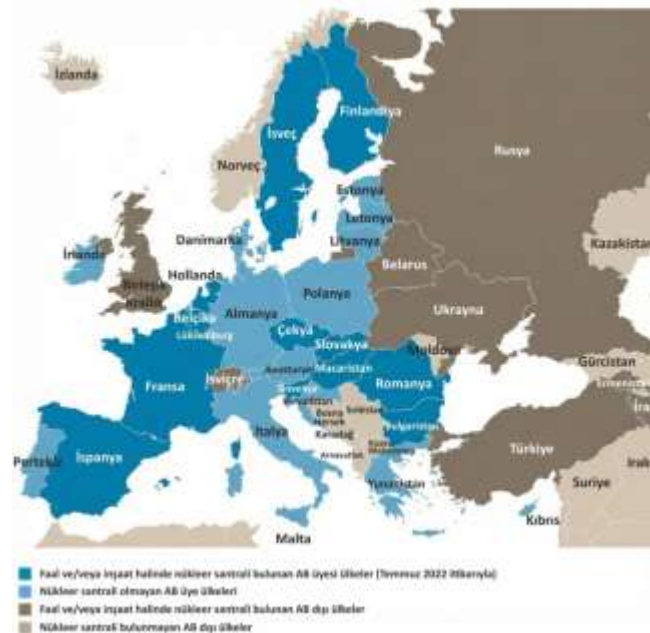 İzlanda
Finlandiya
İsveç
Rusya
Norveç
Estonya
Letonya
Danimarka
Litvanya
İrlanda
Kazakistan
Belarus
Hollanda
Birleşik
Krallık
Polonya
Belçika
Almanya
Ukrayna
Lüksemburg
Çekya
Slovakya
Moldova
Avusturya
Macaristan
Gürcistan
Fransa
İsviçre
Romanya
Slovenya
Bosna
Hersek
Sırbistan
Karadağ
Bulgaristan
İtalya
Portekiz
İspanya
Türkiye
Arnavutluk
Yunanistan
Suriye
Irak
Kıbrıs
Malta
Faal ve/veya inşaat halinde nükleer santrali bulunan AB üyesi ülkeler (Temmuz 2022 itibarıyla)
Nükleer santrali olmayan AB üye ülkeleri
Faal ve/veya inşaat halinde nükleer santrali bulunan AB dışı ülkeler
Nükleer santrali bulunmayan AB dışı ülkeler